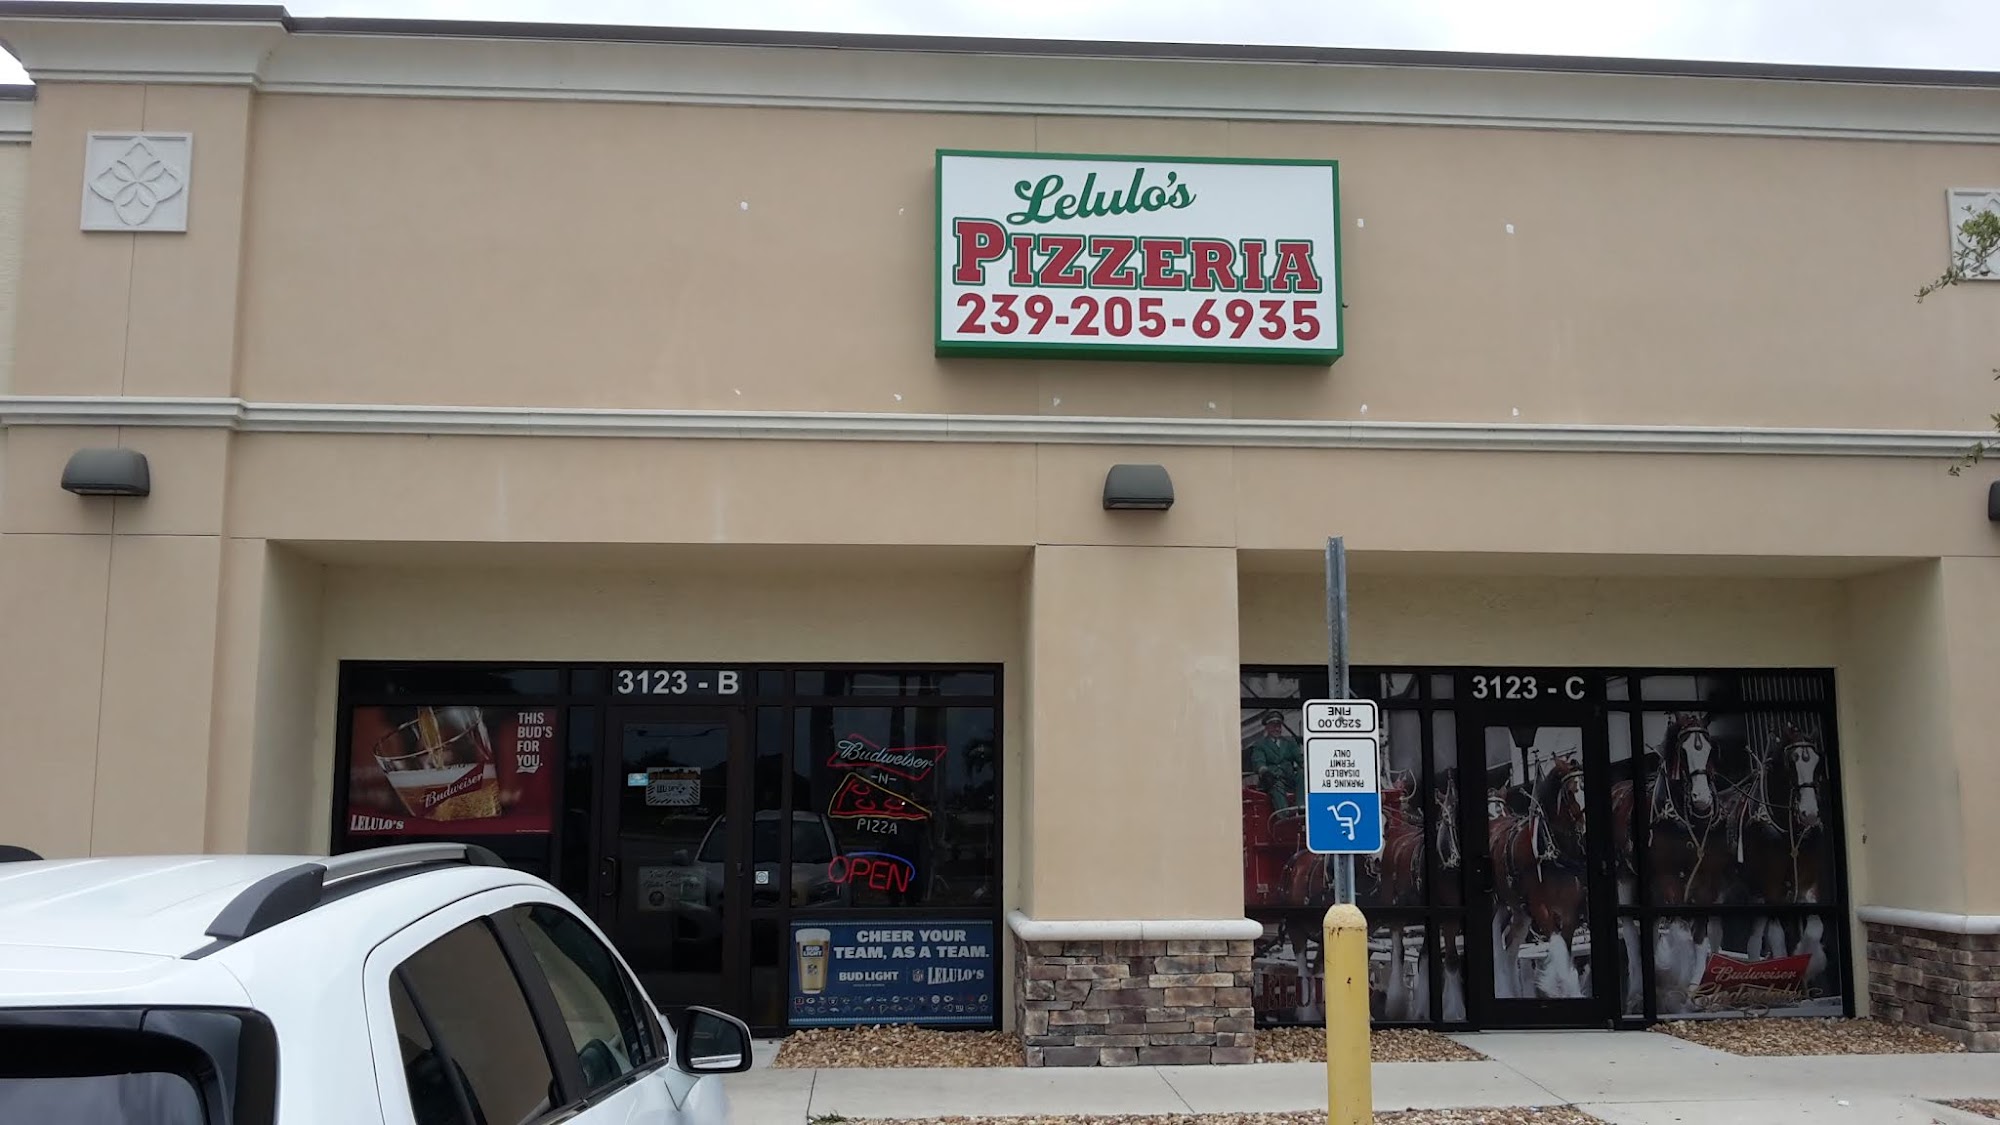 Lelulo's
PIZZERIA
239-205-6935
3123 - B
3123 - C
THIS
BUD'S
FOR
YOU.
Budweiser
LELULO's
Budweiser
-N-
PIZZA
OPEN
CHEER YOUR
TEAM, AS A TEAM.
BUD LIGHT
LELULO's
$250.00
FINE
PARKING BY
DISABLED
PERMIT
ONLY
Budweiser
Clydesdales